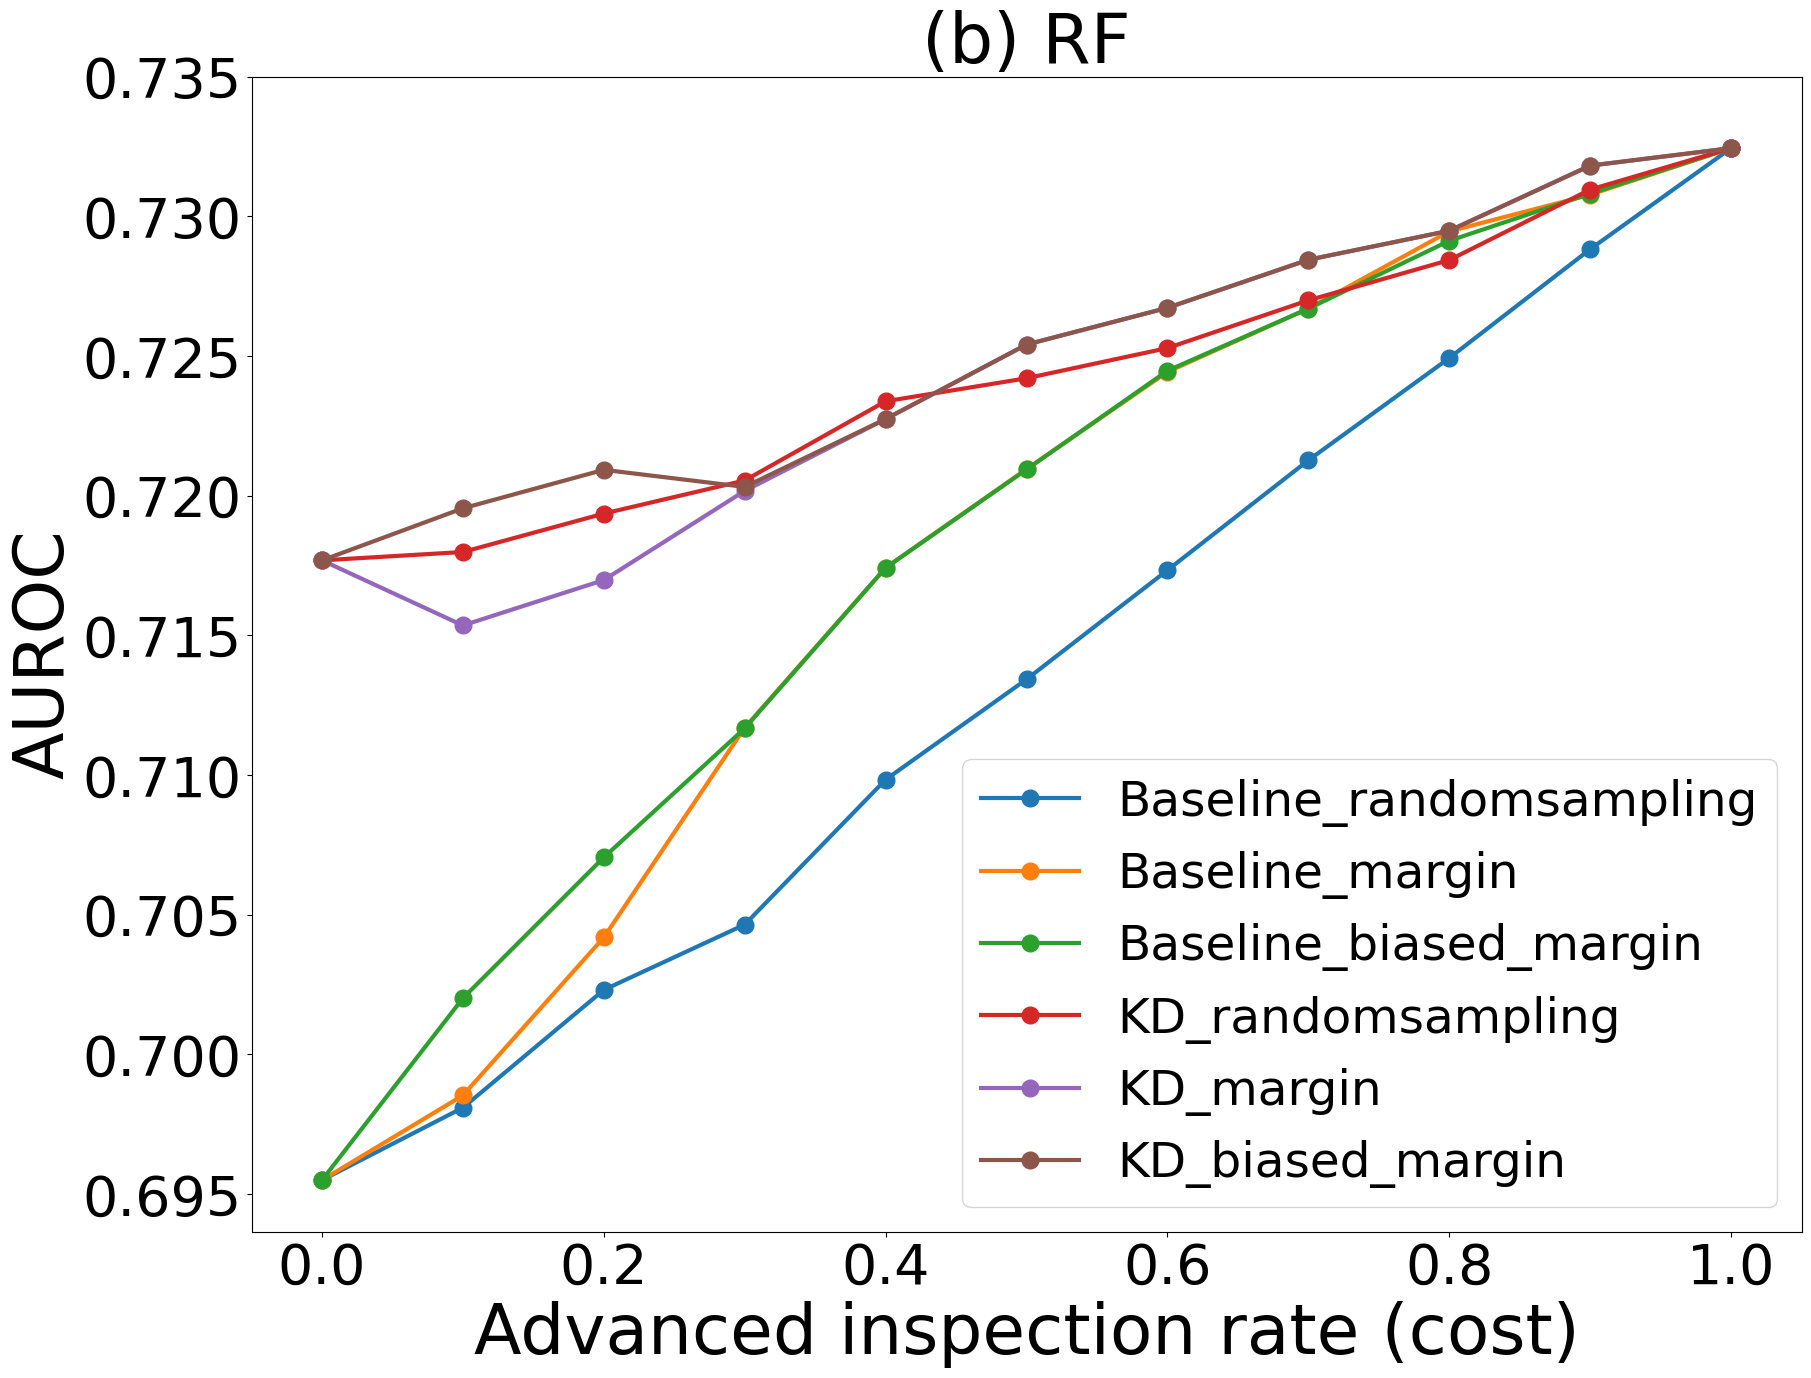 (b) RF
0.735
0.730
0.725
0.720
0.715
0.710
0.705
0.700
0.695
AUROC
Baseline_randomsampling
Baseline_margin
Baseline_biased_margin
KD_randomsampling
KD_margin
KD_biased_margin
0.0 0.2 0.4 0.6 0.8 1.0
Advanced inspection rate (cost)